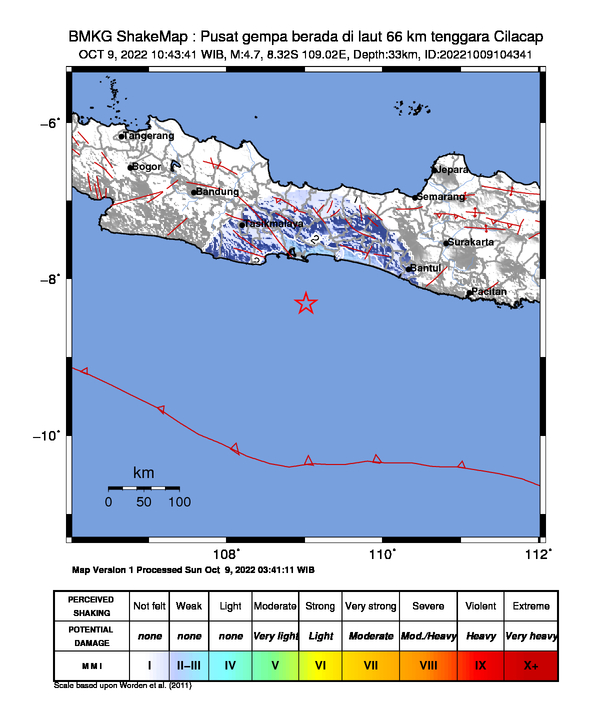 BMKG ShakeMap : Pusat gempa berada di laut 66 km tenggara Cilacap
OCT 9, 2022 10:43:41 WIB, M:4.7, 8.32S 109.02E, Depth:33km, ID:20221009104341
−6˚
Tangerang
Bogor
Jepara
Bandung
Semarang
1
Tasikmalaya
2
Surakarta
2
Bantul
−8˚
Pacitan
−10˚
km
0 50 100
108˚ 110˚ 112˚
Map Version 1 Processed Sun Oct 9, 2022 03:41:11 WIB
PERCEIVED SHAKING Not felt Weak Light Moderate Strong Very strong Severe Violent Extreme
POTENTIAL DAMAGE none none none Very light Light Moderate Mod./Heavy Heavy Very heavy
MMI I II–III IV V VI VII VIII IX X+
Scale based upon Worden et al. (2011)